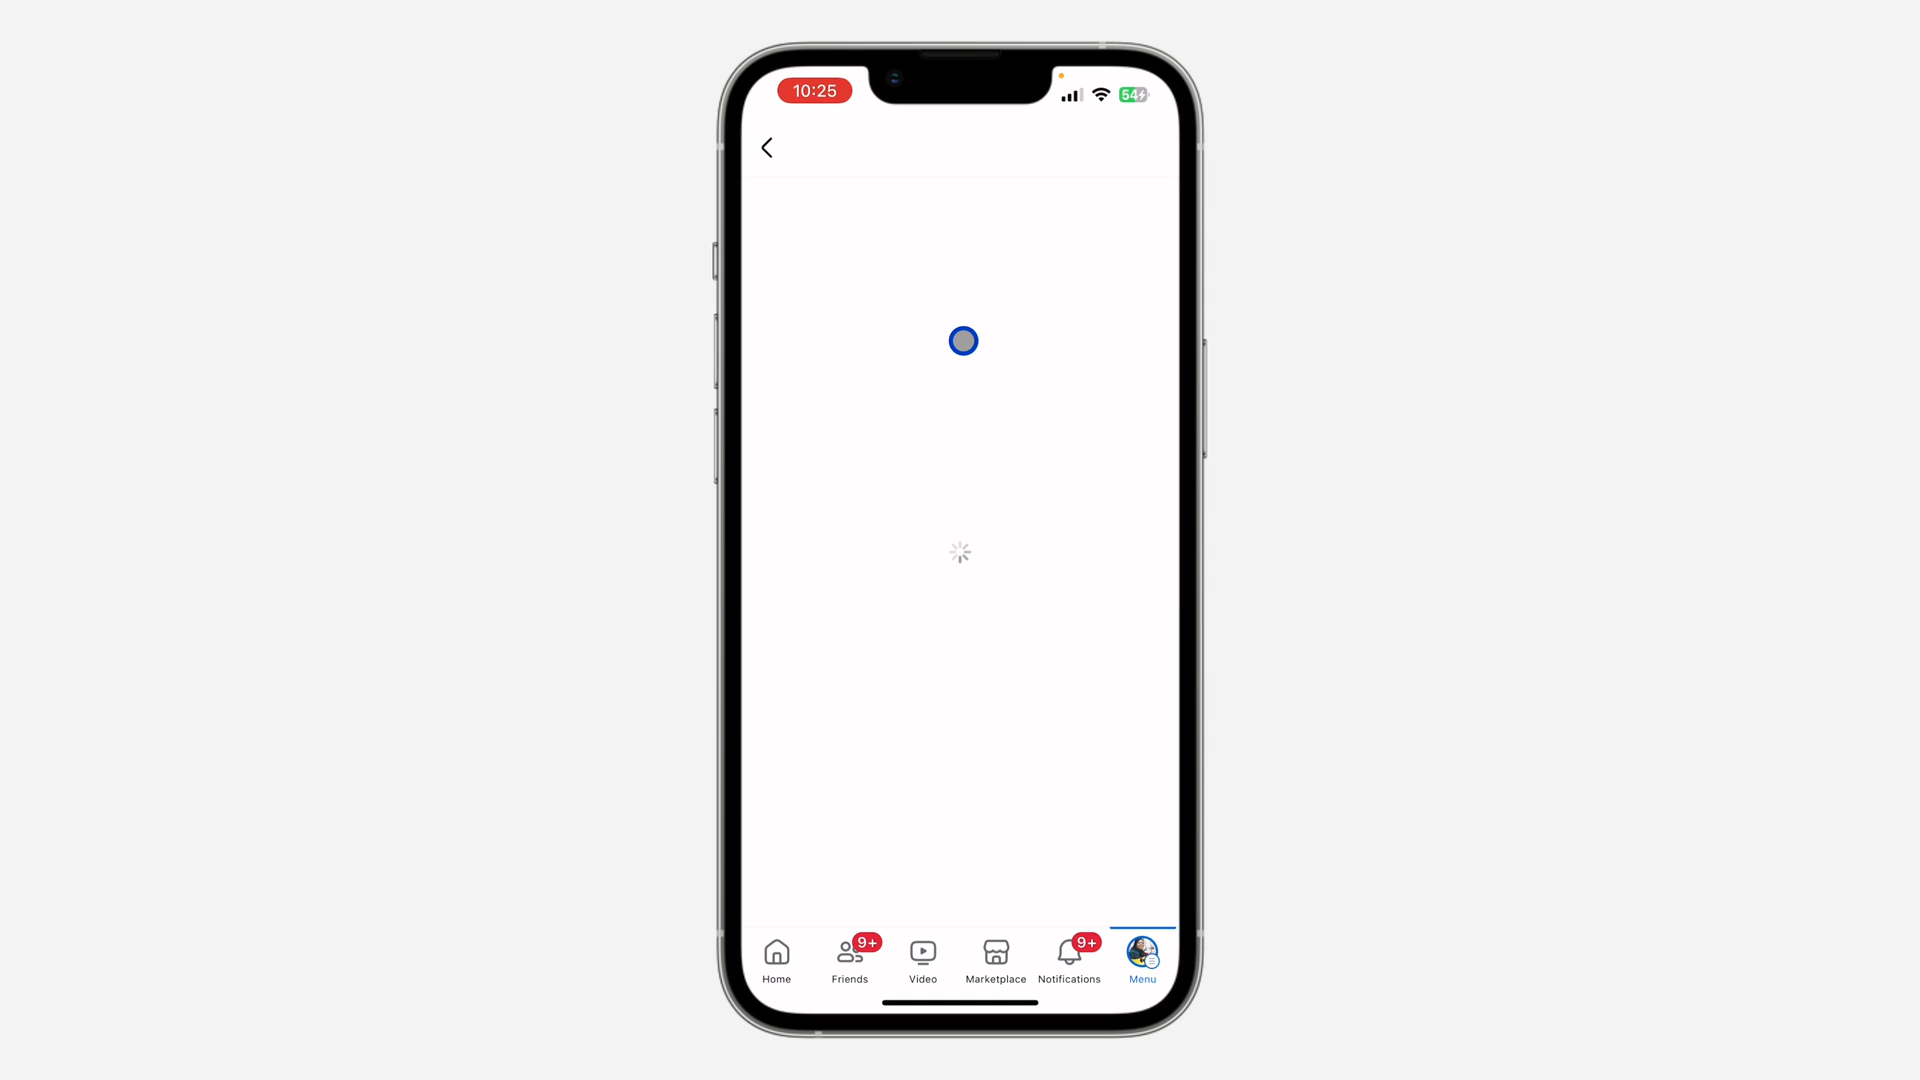 10:25
54
9+
9+
Home
Friends
Video
Marketplace
Notifications
Menu